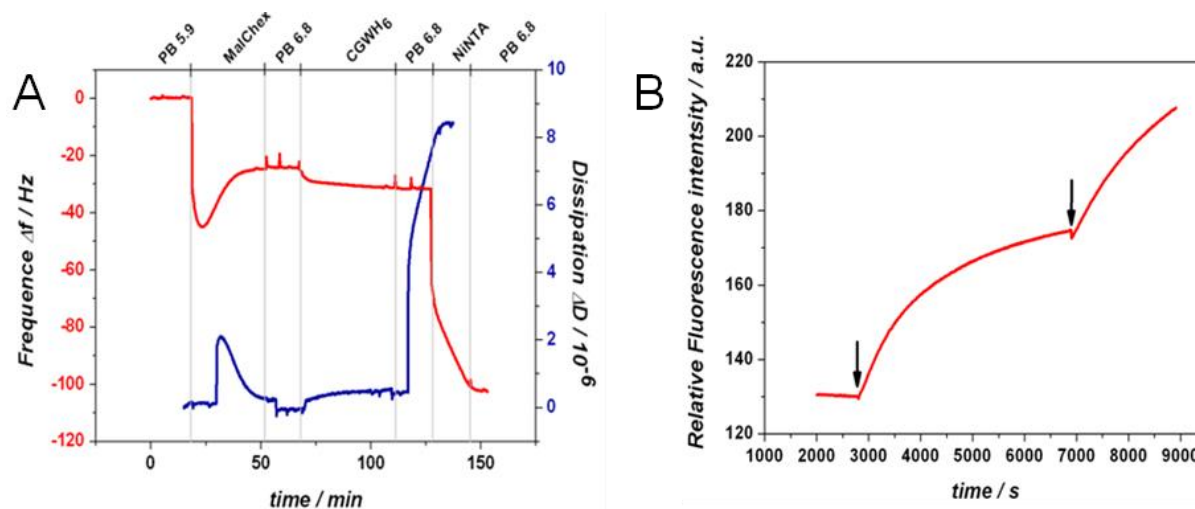 A
PB 5.9
MalChex
PB 6.8
CGWH6
PB 6.8
NiNTA
PB 6.8
Frequence Δf / Hz
0
-20
-40
-60
-80
-100
-120
10
8
6
4
2
0
Dissipation ΔD / 10-6
0
50
100
150
time / min
B
Relative Fluorescence intentsity / a.u.
220
200
180
160
140
120
1000 2000 3000 4000 5000 6000 7000 8000 9000
time / s